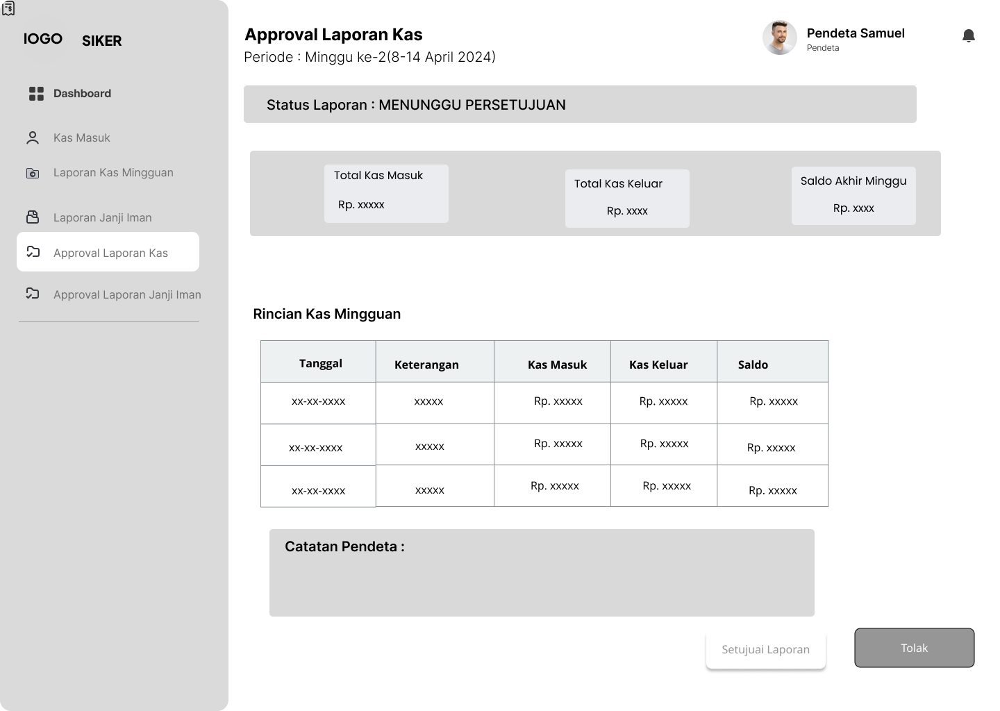 lOGO SIKER
Dashboard
Kas Masuk
Laporan Kas Mingguan
Laporan Janji Iman
Approval Laporan Kas
Approval Laporan Janji Iman
Approval Laporan Kas
Periode : Minggu ke-2(8-14 April 2024)
Pendeta Samuel
Pendeta
Status Laporan : MENUNGGU PERSETUJUAN
Total Kas Masuk
Rp. xxxxx
Total Kas Keluar
Rp. xxxx
Saldo Akhir Minggu
Rp. xxxx
Rincian Kas Mingguan
Tanggal Keterangan Kas Masuk Kas Keluar Saldo
xx-xx-xxxx xxxxx Rp. xxxxx Rp. xxxxx Rp. xxxxx
xx-xx-xxxx xxxxx Rp. xxxxx Rp. xxxxx Rp. xxxxx
xx-xx-xxxx xxxxx Rp. xxxxx Rp. xxxxx Rp. xxxxx
Catatan Pendeta :
Setujuai Laporan
Tolak